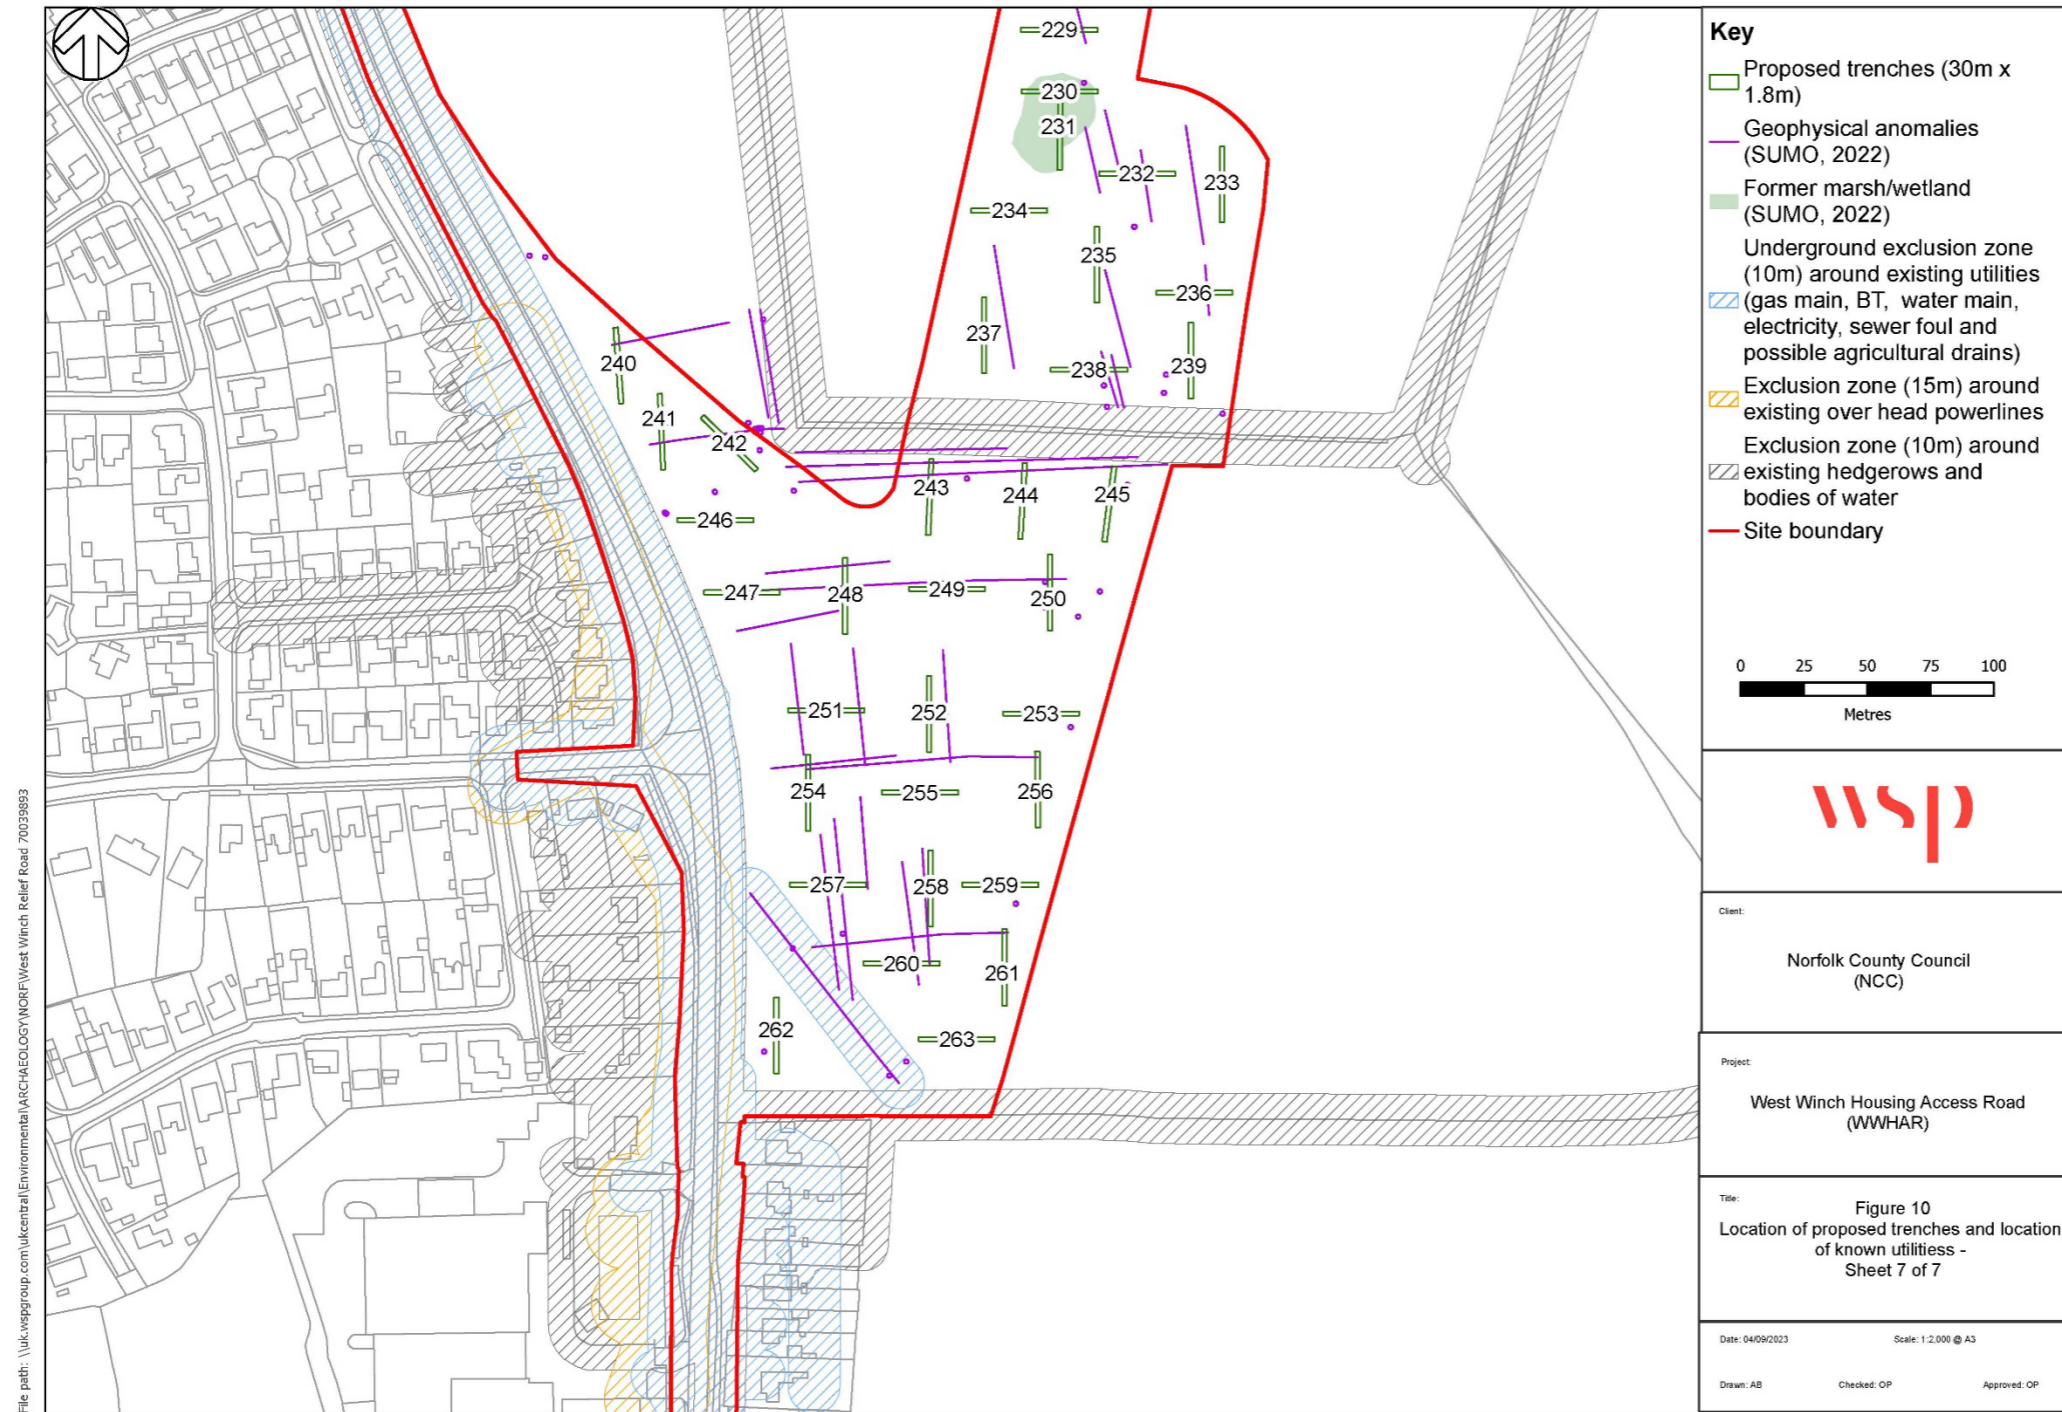 229
230
231
232
233
234
235
236
237
238
239
240
241
242
243
244
245
246
247
248
249
250
251
252
253
254
255
256
257
258
259
260
261
262
263
File path: \\uk.wspgroup.com\ukcentral\Environmental\ARCHAEOLOGY\NORF\West Winch Relief Road 70039893
Key
Proposed trenches (30m x
1.8m)
Geophysical anomalies
(SUMO, 2022)
Former marsh/wetland
(SUMO, 2022)
Underground exclusion zone
(10m) around existing utilities
(gas main, BT, water main,
electricity, sewer foul and
possible agricultural drains)
Exclusion zone (15m) around
existing over head powerlines
Exclusion zone (10m) around
existing hedgerows and
bodies of water
Site boundary
0 25 50 75 100
Metres
wsp
Client:
Norfolk County Council
(NCC)
Project:
West Winch Housing Access Road
(WWHAR)
Title:
Figure 10
Location of proposed trenches and location
of known utilitiess -
Sheet 7 of 7
Date: 04/09/2023 Scale: 1:2,000 @ A3
Drawn: AB Checked: OP Approved: OP